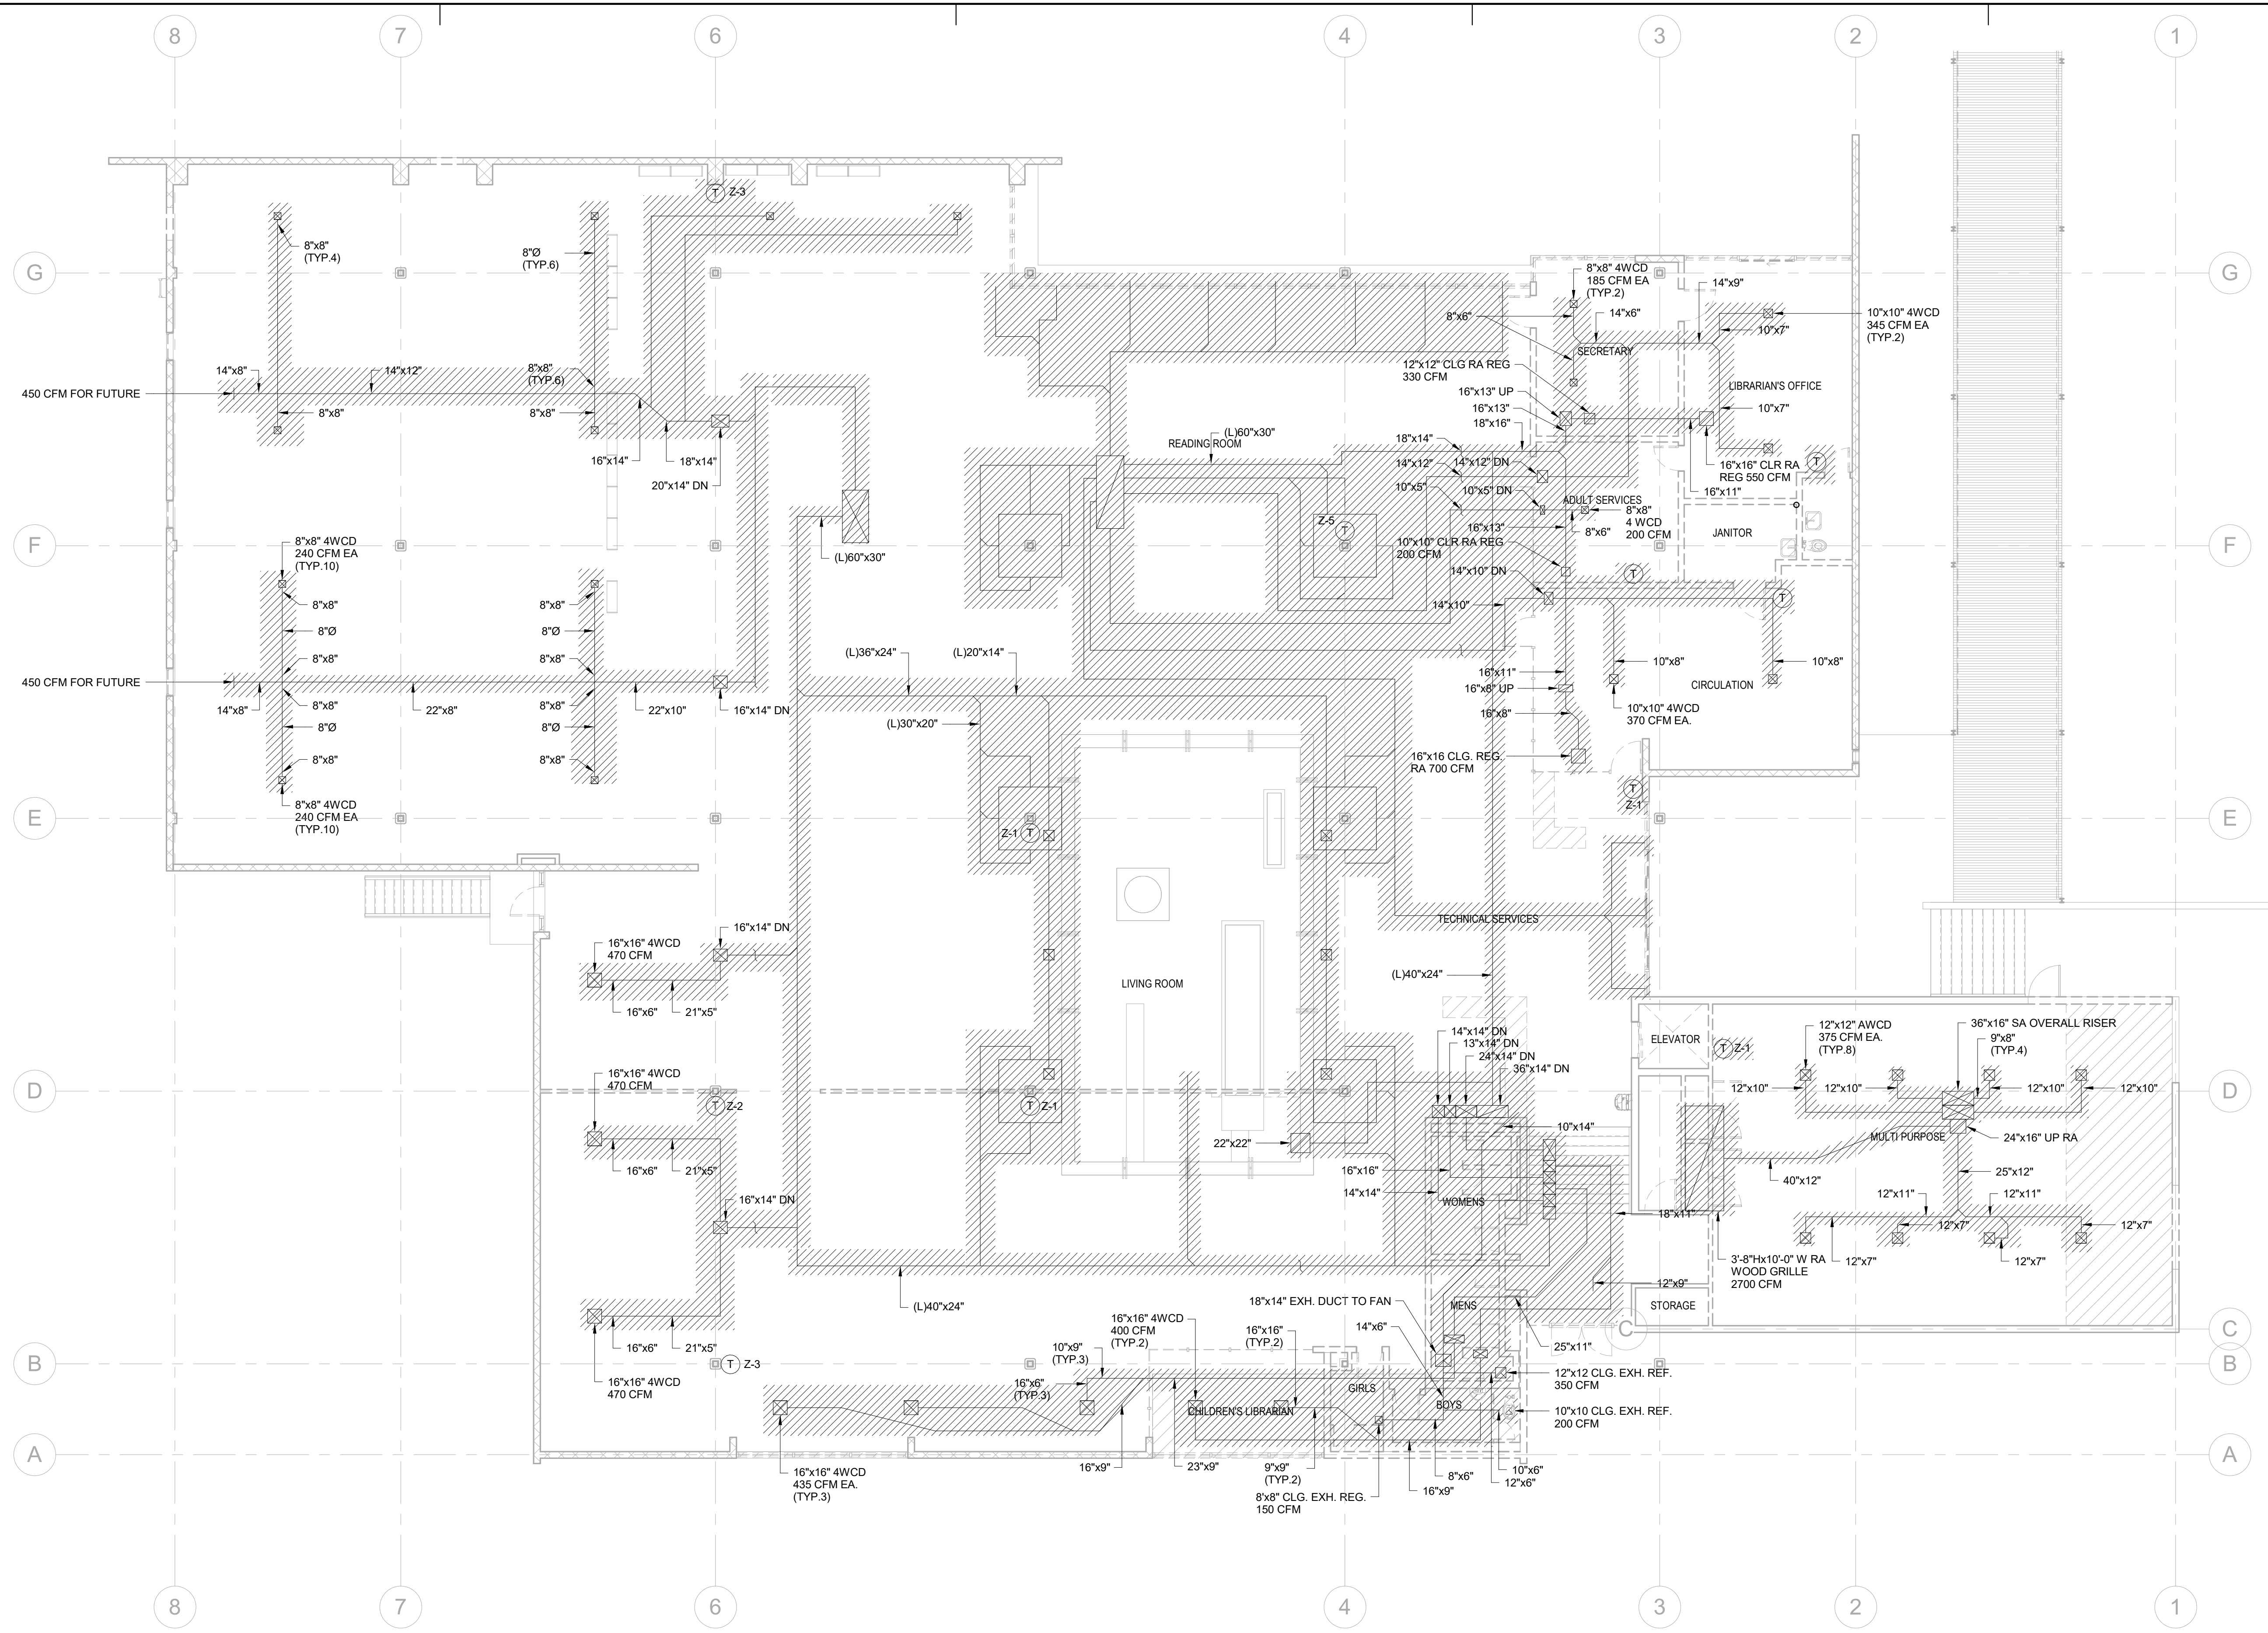 8
7
6
4
3
2
1
Z-3
8"x8"
(TYP.4)
8"Ø
(TYP.6)
G
G
8"x8" 4WCD
185 CFM EA
(TYP.2)
14"x9"
8"x6"
14"x6"
10"x10" 4WCD
345 CFM EA
(TYP.2)
10"x7"
SECRETARY
12"x12" CLG RA REG
330 CFM
14"x8"
14"x12"
8"x8"
(TYP.6)
450 CFM FOR FUTURE
LIBRARIAN'S OFFICE
16"x13" UP
16"x13"
18"x16"
10"x7"
8"x8"
8"x8"
(L)60"x30"
READING ROOM
18"x14"
16"x14"
18"x14"
14"x12"
14"x12" DN
16"x16" CLR RA
REG 550 CFM
20"x14" DN
10"x5"
10"x5" DN
16"x11"
ADULT SERVICES
8"x8"
4 WCD
200 CFM
Z-5
16"x13"
8"x6"
JANITOR
F
F
8"x8" 4WCD
240 CFM EA
(TYP.10)
(L)60"x30"
10"x10" CLR RA REG
200 CFM
14"x10" DN
8"x8"
8"x8"
14"x10"
8"Ø
8"Ø
8"x8"
8"x8"
(L)36"x24"
(L)20"x14"
10"x8"
10"x8"
450 CFM FOR FUTURE
16"x11"
16"x8" UP
CIRCULATION
14"x8"
8"x8"
22"x8"
8"x8"
22"x10"
16"x14" DN
(L)30"x20"
16"x8"
10"x10" 4WCD
370 CFM EA.
8"Ø
8"Ø
8"x8"
8"x8"
16"x16 CLG. REG.
RA 700 CFM
8"x8" 4WCD
240 CFM EA
(TYP.10)
Z-1
E
E
Z-1
TECHNICAL SERVICES
16"x14" DN
16"x16" 4WCD
470 CFM
LIVING ROOM
(L)40"x24"
16"x6"
21"x5"
14"x14" DN
13"x14" DN
24"x14" DN
36"x14" DN
ELEVATOR
Z-1
12"x12" AWCD
375 CFM EA.
(TYP.8)
36"x16" SA OVERALL RISER
9"x8"
(TYP.4)
16"x16" 4WCD
470 CFM
D
D
12"x10"
12"x10"
12"x10"
12"x10"
Z-2
Z-1
10"x14"
MULTI PURPOSE
24"x16" UP RA
22"x22"
16"x6"
21"x5"
16"x16"
14"x14"
WOMENS
40"x12"
25"x12"
16"x14" DN
18"x11"
12"x11"
12"x11"
12"x7"
12"x7"
12"x7"
12"x7"
3'-8"Hx10'-0" W RA
WOOD GRILLE
2700 CFM
12"x9"
(L)40"x24"
18"x14" EXH. DUCT TO FAN
MENS
STORAGE
16"x16" 4WCD
400 CFM
(TYP.2)
16"x16"
(TYP.2)
14"x6"
C
C
16"x6"
21"x5"
10"x9"
(TYP.3)
25"x11"
B
B
Z-3
16"x16" 4WCD
470 CFM
16"x6"
(TYP.3)
GIRLS
12"x12 CLG. EXH. REF.
350 CFM
CHILDREN'S LIBRARIAN
BOYS
10"x10 CLG. EXH. REF.
200 CFM
A
A
16"x16" 4WCD
435 CFM EA.
(TYP.3)
16"x9"
23"x9"
9"x9"
(TYP.2)
8"x6"
10"x6"
12"x6"
16"x9"
8'x8" CLG. EXH. REG.
150 CFM
8
7
6
4
3
2
1
T
T
T
T
T
T
T
T
T
T
T
T